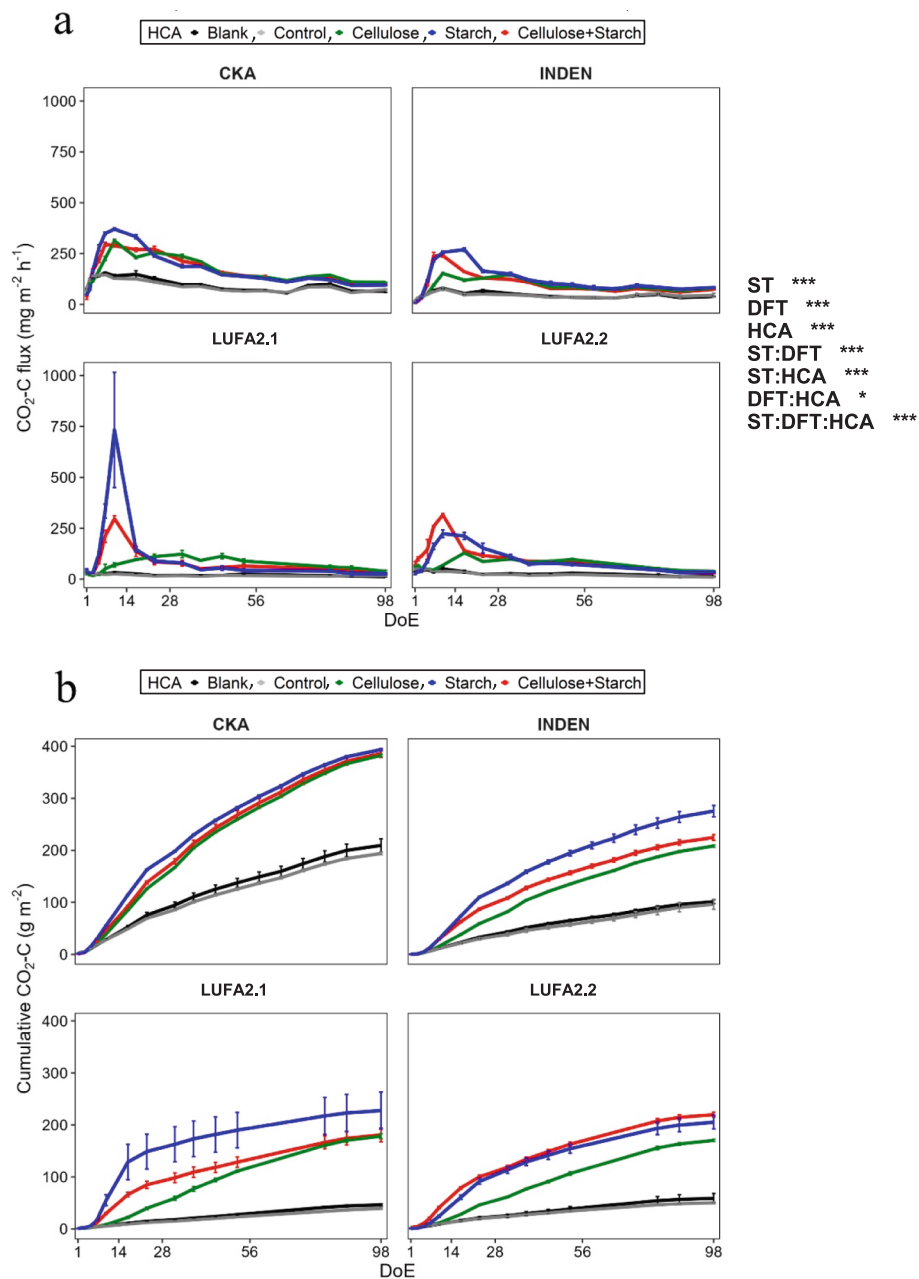 a
HCA Blank, Control, Cellulose, Starch, Cellulose+Starch
CKA
INDEN
1000
750
500
250
0
LUFA2.1
LUFA2.2
1000
750
500
250
0
CO₂-C flux (mg m⁻² h⁻¹)
1 14 28 56 98
1 14 28 56 98
DoE
ST ***
DFT ***
HCA ***
ST:DFT ***
ST:HCA ***
DFT:HCA *
ST:DFT:HCA ***
b
HCA Blank, Control, Cellulose, Starch, Cellulose+Starch
CKA
INDEN
400
300
200
100
0
LUFA2.1
LUFA2.2
400
300
200
100
0
Cumulative CO₂-C (g m⁻²)
1 14 28 56 98
1 14 28 56 98
DoE